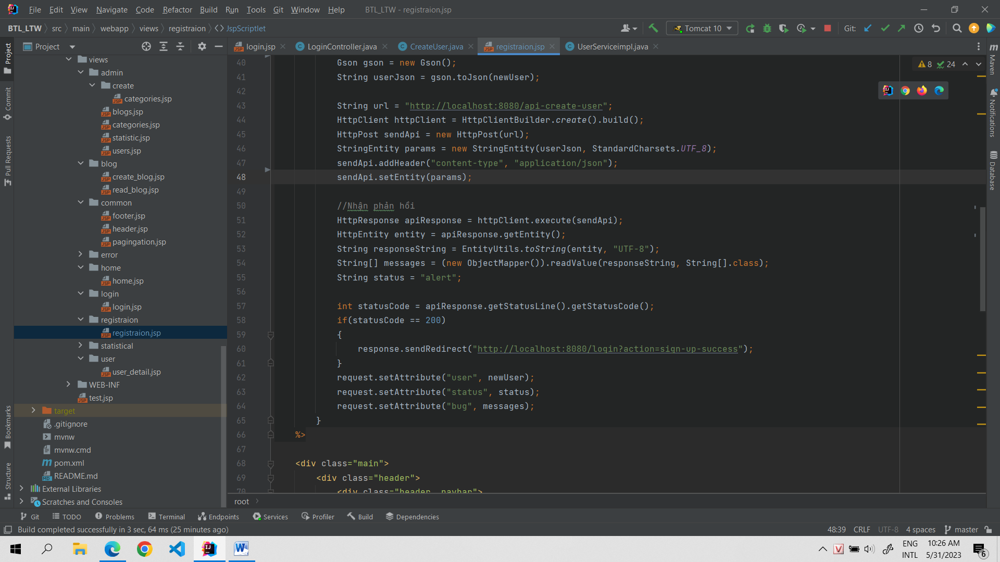 File Edit View Navigate Code Refactor Build Run Tools Git Window Help BTL_LTW - registraion.jsp
BTL_LTW src main webapp views registraion JspScriptlet
Tomcat 10
Git:
Project
login.jsp
LoginController.java
CreateUser.java
registraion.jsp
UserServiceimpl.java
Project
Commit
Pull Requests
Bookmarks
Structure
views
admin
create
categories.jsp
blogs.jsp
categories.jsp
statistic.jsp
users.jsp
blog
create_blog.jsp
read_blog.jsp
common
footer.jsp
header.jsp
pagingation.jsp
error
home
home.jsp
login
login.jsp
registraion
registraion.jsp
statistical
user
user_detail.jsp
WEB-INF
test.jsp
target
.gitignore
mvnw
mvnw.cmd
pom.xml
README.md
External Libraries
Scratches and Consoles
40 Gson gson = new Gson();
41 String userJson = gson.toJson(newUser);
42
43 String url = "http://localhost:8080/api-create-user";
44 HttpClient httpClient = HttpClientBuilder.create().build();
45 HttpPost sendApi = new HttpPost(url);
46 StringEntity params = new StringEntity(userJson, StandardCharsets.UTF_8);
47 sendApi.addHeader("content-type", "application/json");
48 sendApi.setEntity(params);
49
50 //Nhận phản hồi
51 HttpResponse apiResponse = httpClient.execute(sendApi);
52 HttpEntity entity = apiResponse.getEntity();
53 String responseString = EntityUtils.toString(entity, "UTF-8");
54 String[] messages = (new ObjectMapper()).readValue(responseString, String[].class);
55 String status = "alert";
56
57 int statusCode = apiResponse.getStatusLine().getStatusCode();
58 if(statusCode == 200)
59 {
60 response.sendRedirect("http://localhost:8080/login?action=sign-up-success");
61 }
62 request.setAttribute("user", newUser);
63 request.setAttribute("status", status);
64 request.setAttribute("bug", messages);
65 }
66 %>
67
68 <div class="main">
69 <div class="header">
70 <div class="header__navbar">
8 24
Maven
Notifications
Database
root
Git TODO Problems Terminal Endpoints Services Profiler Build Dependencies
Build completed successfully in 3 sec, 64 ms (25 minutes ago)
48:39 CRLF UTF-8 4 spaces master
ENG
INTL
10:26 AM
5/31/2023
6